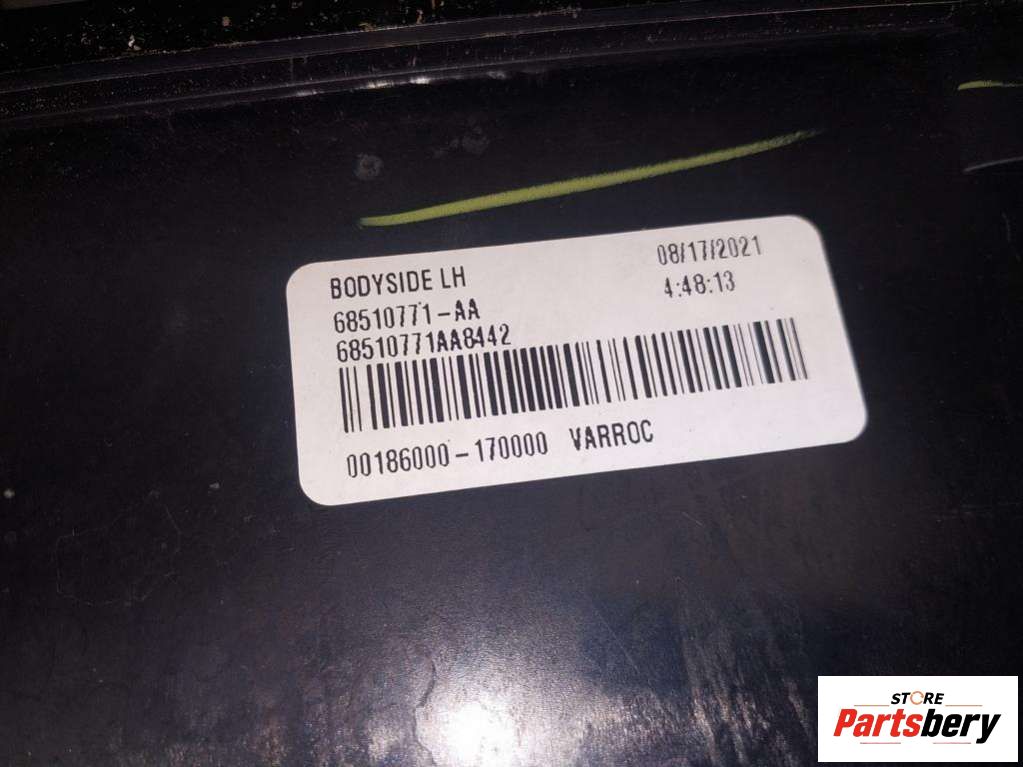 BODYSIDE LH
08/17/2021
68510771-AA
4:48:13
68510771AA8442
00186000-170000 VARROC
STORE
Partsbery